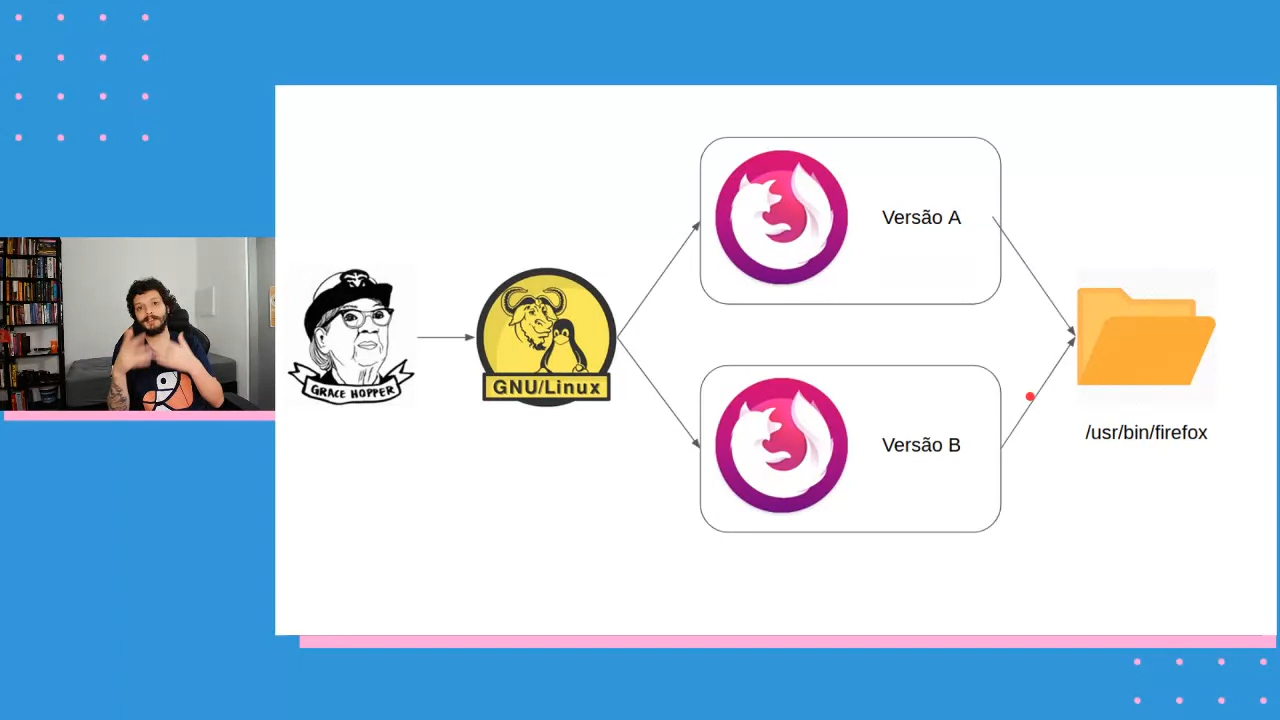 GRACE HOPPER
GNU/Linux
Versão A
Versão B
/usr/bin/firefox